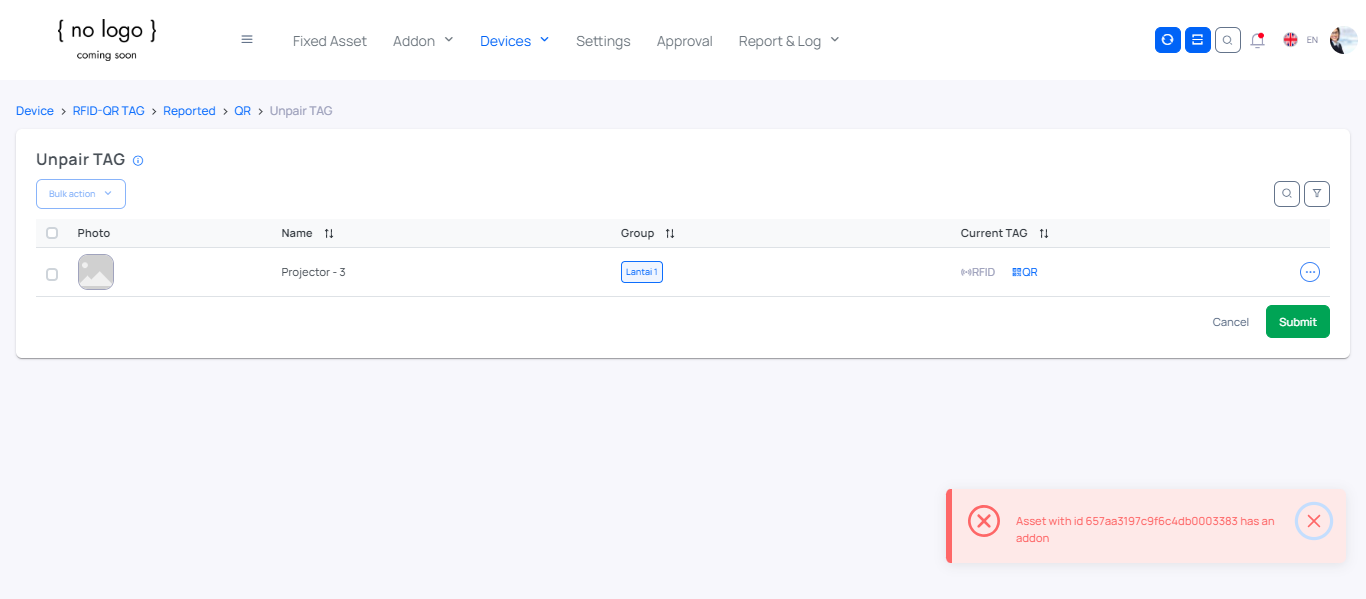 { no logo }
coming soon
Fixed Asset Addon Devices Settings Approval Report & Log EN
Device > RFID-QR TAG > Reported > QR > Unpair TAG
Unpair TAG
Bulk action
Photo Name Group Current TAG
Projector - 3 Lantai 1 RFID QR
Cancel Submit
Asset with id 657aa3197c9f6c4db0003383 has an
addon